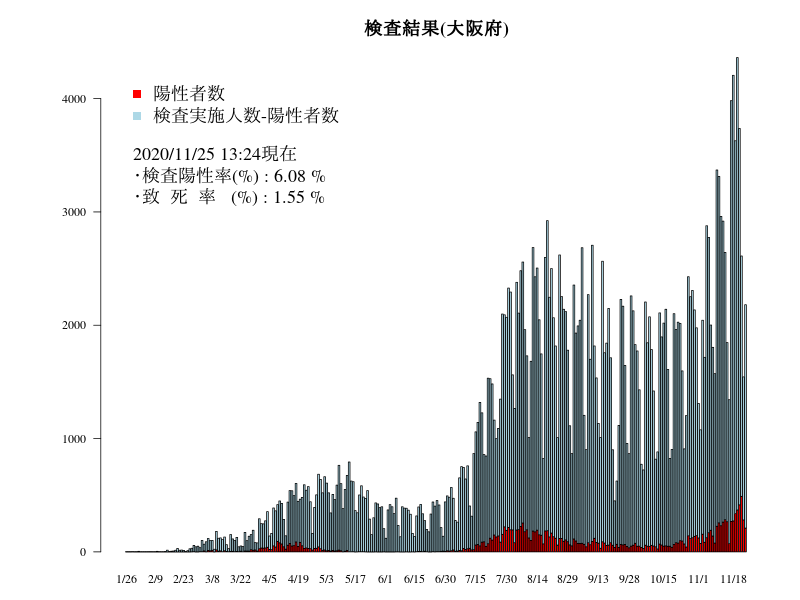 検査結果(大阪府)
陽性者数
検査実施人数-陽性者数
2020/11/25 13:24現在
・検査陽性率(%) : 6.08 %
・致 死 率 (%) : 1.55 %
4000
3000
2000
1000
0
1/26 2/9 2/23 3/8 3/22 4/5 4/19 5/3 5/17 6/1 6/15 6/30 7/15 7/30 8/14 8/29 9/13 9/28 10/15 11/1 11/18